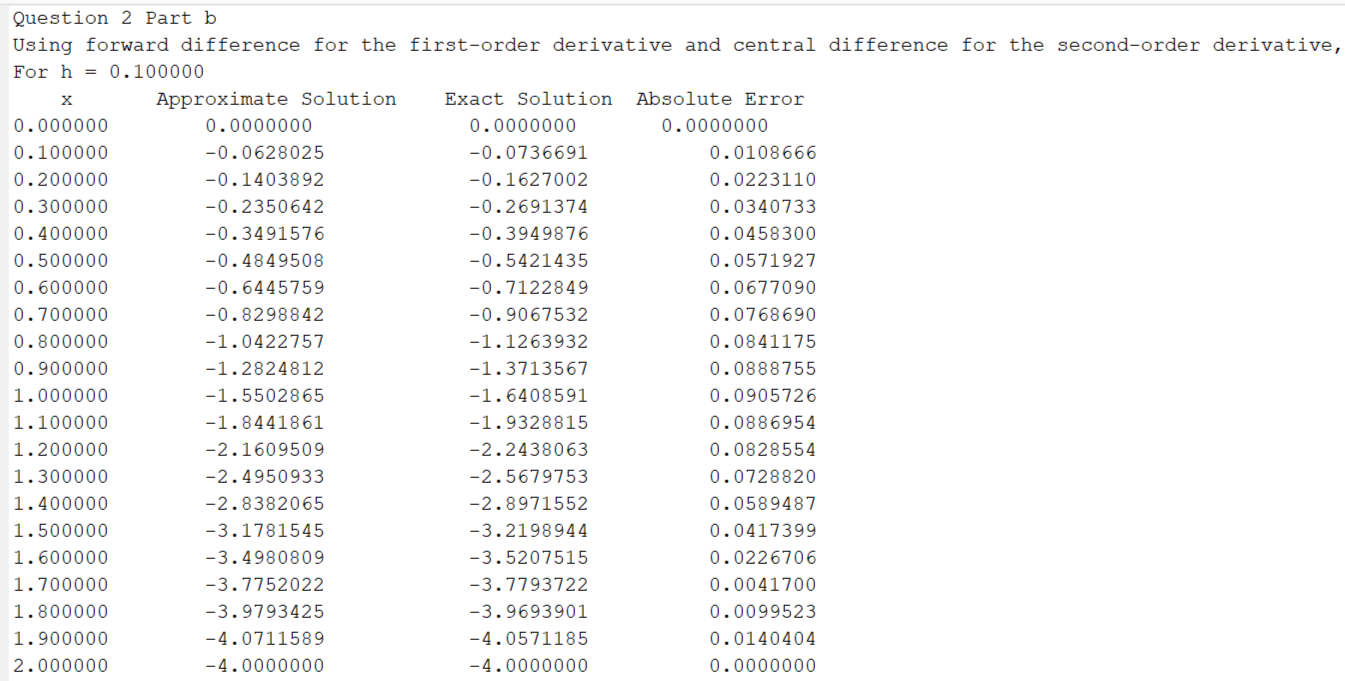 Question 2 Part b
Using forward difference for the first-order derivative and central difference for the second-order derivative,
For h = 0.100000
x Approximate Solution Exact Solution Absolute Error
0.000000 0.0000000 0.0000000 0.0000000
0.100000 -0.0628025 -0.0736691 0.0108666
0.200000 -0.1403892 -0.1627002 0.0223110
0.300000 -0.2350642 -0.2691374 0.0340733
0.400000 -0.3491576 -0.3949876 0.0458300
0.500000 -0.4849508 -0.5421435 0.0571927
0.600000 -0.6445759 -0.7122849 0.0677090
0.700000 -0.8298842 -0.9067532 0.0768690
0.800000 -1.0422757 -1.1263932 0.0841175
0.900000 -1.2824812 -1.3713567 0.0888755
1.000000 -1.5502865 -1.6408591 0.0905726
1.100000 -1.8441861 -1.9328815 0.0886954
1.200000 -2.1609509 -2.2438063 0.0828554
1.300000 -2.4950933 -2.5679753 0.0728820
1.400000 -2.8382065 -2.8971552 0.0589487
1.500000 -3.1781545 -3.2198944 0.0417399
1.600000 -3.4980809 -3.5207515 0.0226706
1.700000 -3.7752022 -3.7793722 0.0041700
1.800000 -3.9793425 -3.9693901 0.0099523
1.900000 -4.0711589 -4.0571185 0.0140404
2.000000 -4.0000000 -4.0000000 0.0000000